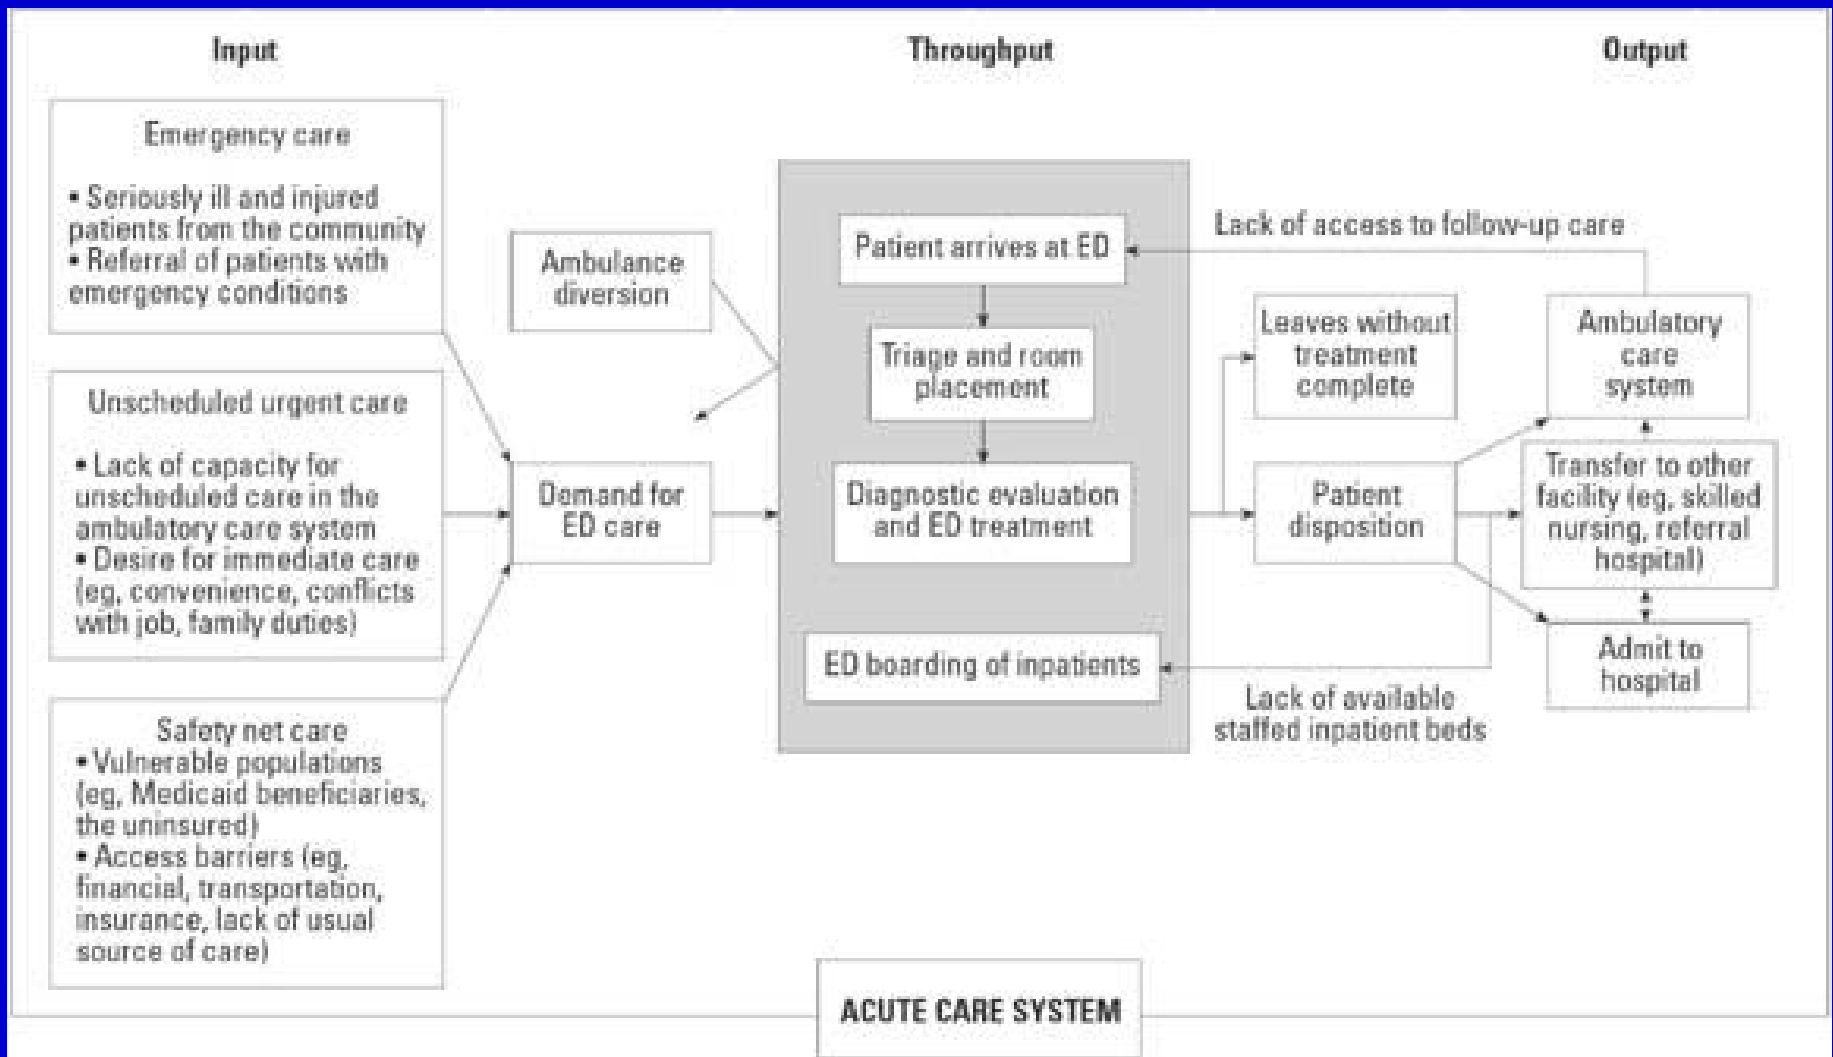 Input
Throughput
Output
Emergency care
• Seriously ill and injured
patients from the community
• Referral of patients with
emergency conditions
Unscheduled urgent care
• Lack of capacity for
unscheduled care in the
ambulatory care system
• Desire for immediate care
(eg, convenience, conflicts
with job, family duties)
Safety net care
• Vulnerable populations
(eg, Medicaid beneficiaries,
the uninsured)
• Access barriers (eg,
financial, transportation,
insurance, lack of usual
source of care)
Ambulance
diversion
Demand for
ED care
Patient arrives at ED
Triage and room
placement
Diagnostic evaluation
and ED treatment
ED boarding of inpatients
Lack of access to follow-up care
Leaves without
treatment
complete
Patient
disposition
Lack of available
staffed inpatient beds
Ambulatory
care
system
Transfer to other
facility (eg, skilled
nursing, referral
hospital)
Admit to
hospital
ACUTE CARE SYSTEM